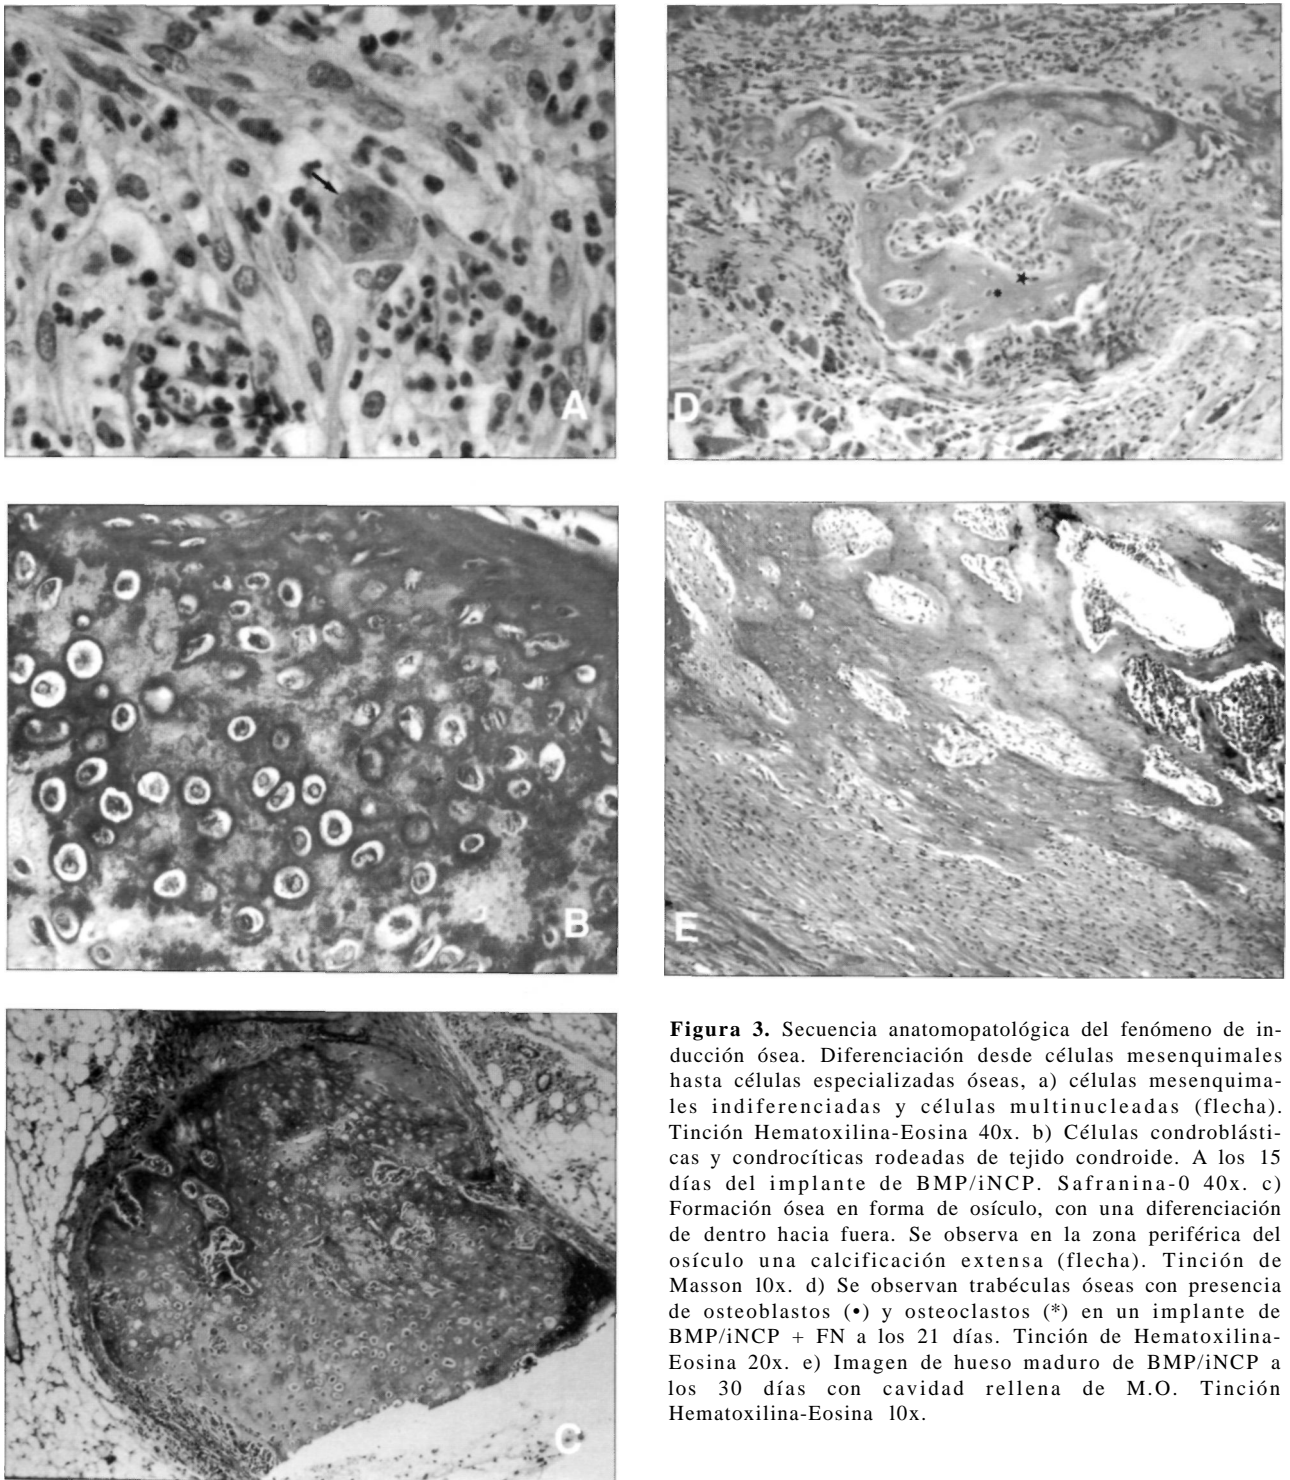 A
D
B
E
C
Figura 3. Secuencia anatomopatológica del fenómeno de in-
ducción ósea. Diferenciación desde células mesenquimales
hasta células especializadas óseas, a) células mesenquima-
les indiferenciadas y células multinucleadas (flecha).
Tinción Hematoxilina-Eosina 40x. b) Células condroblásti-
cas y condrocíticas rodeadas de tejido condroide. A los 15
días del implante de BMP/iNCP. Safranina-0 40x. c)
Formación ósea en forma de osículo, con una diferenciación
de dentro hacia fuera. Se observa en la zona periférica del
osículo una calcificación extensa (flecha). Tinción de
Masson l0x. d) Se observan trabéculas óseas con presencia
de osteoblastos (•) y osteoclastos (*) en un implante de
BMP/iNCP + FN a los 21 días. Tinción de Hematoxilina-
Eosina 20x. e) Imagen de hueso maduro de BMP/iNCP a
los 30 días con cavidad rellena de M.O. Tinción
Hematoxilina-Eosina l0x.